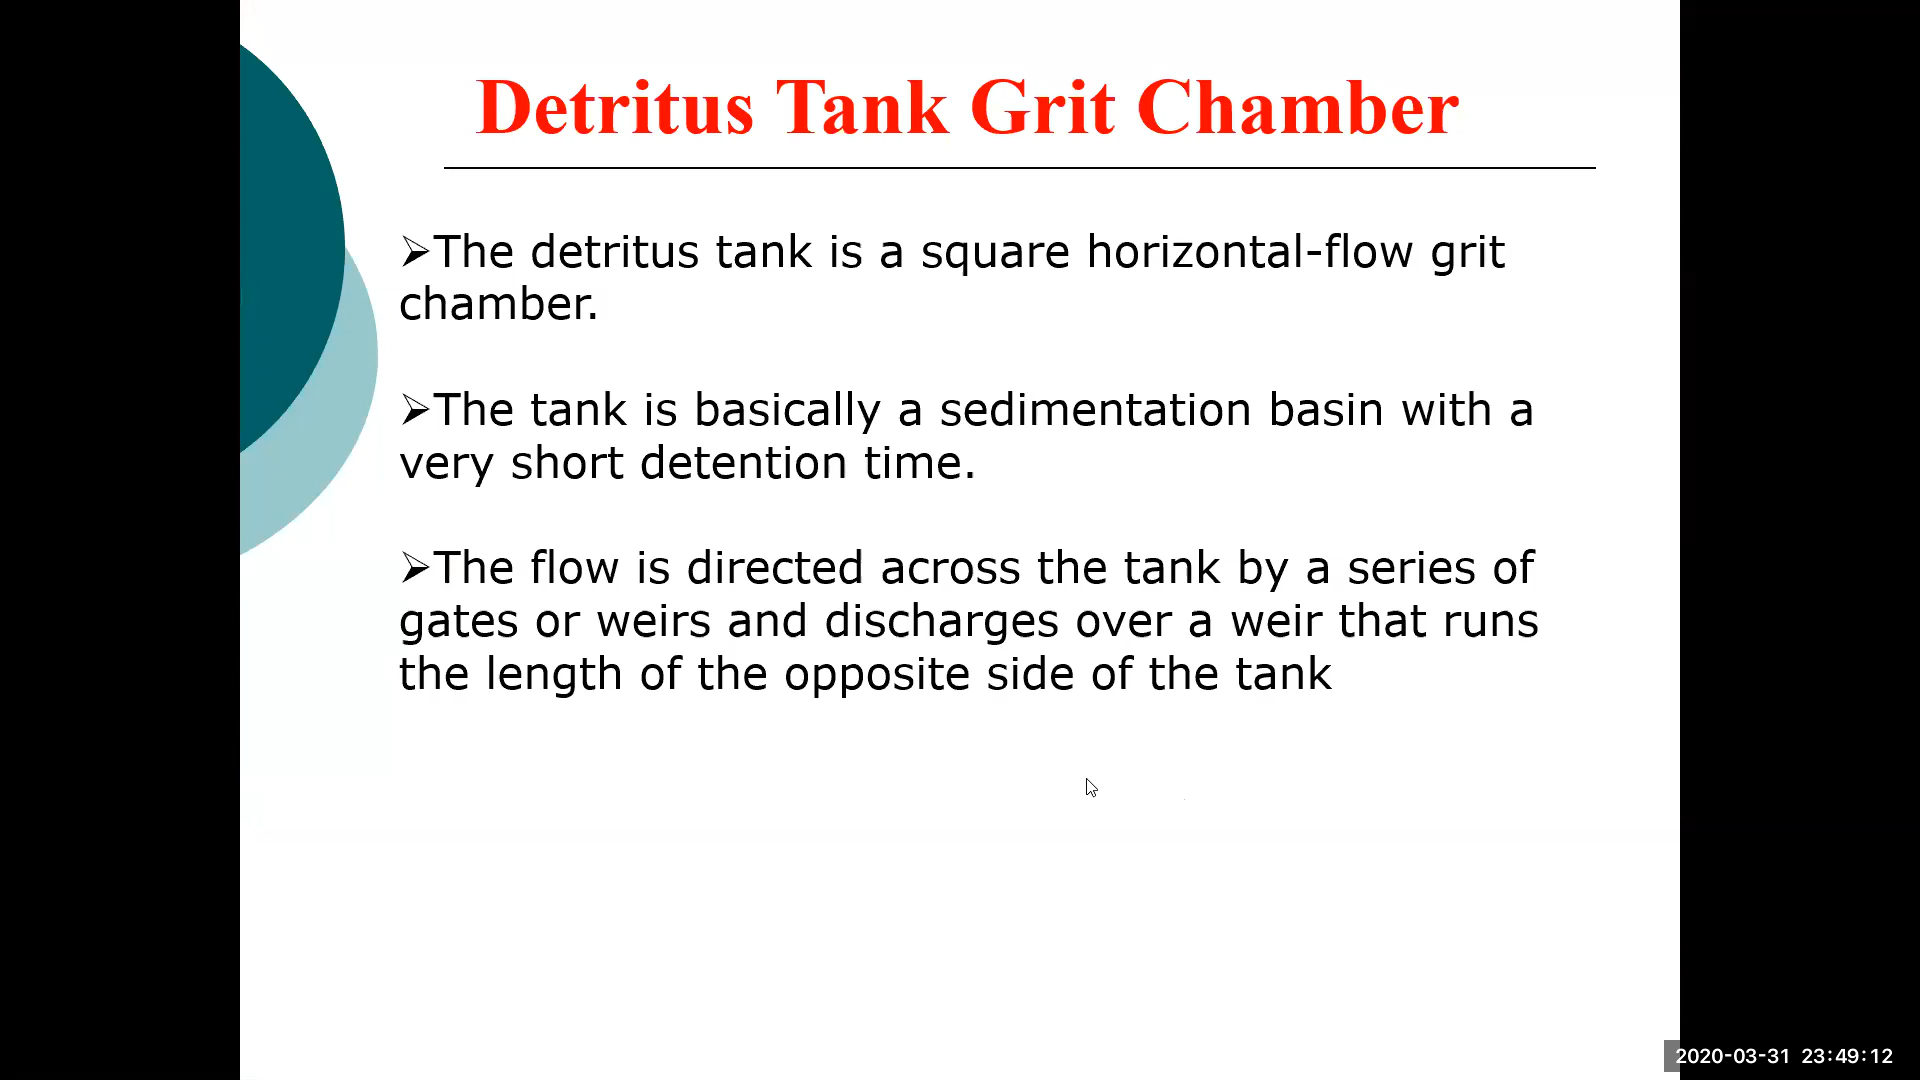 Detritus Tank Grit Chamber
➢The detritus tank is a square horizontal-flow grit
chamber.
➢The tank is basically a sedimentation basin with a
very short detention time.
➢The flow is directed across the tank by a series of
gates or weirs and discharges over a weir that runs
the length of the opposite side of the tank
2020-03-31 23:49:12